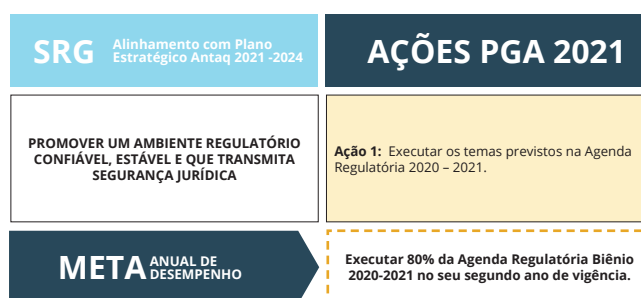 SRG
Alinhamento com Plano
Estratégico Antaq 2021 -2024
AÇÕES PGA 2021
PROMOVER UM AMBIENTE REGULATÓRIO
CONFIÁVEL, ESTÁVEL E QUE TRANSMITA
SEGURANÇA JURÍDICA
Ação 1: Executar os temas previstos na Agenda
Regulatória 2020 – 2021.
META
ANUAL DE
DESEMPENHO
Executar 80% da Agenda Regulatória Biênio
2020-2021 no seu segundo ano de vigência.